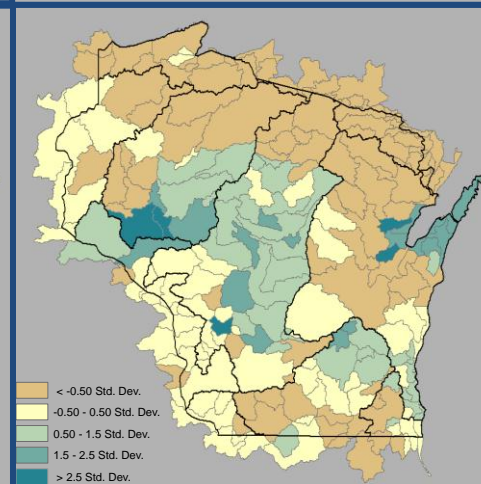 < -0.50 Std. Dev.
-0.50 - 0.50 Std. Dev.
0.50 - 1.5 Std. Dev.
1.5 - 2.5 Std. Dev.
> 2.5 Std. Dev.